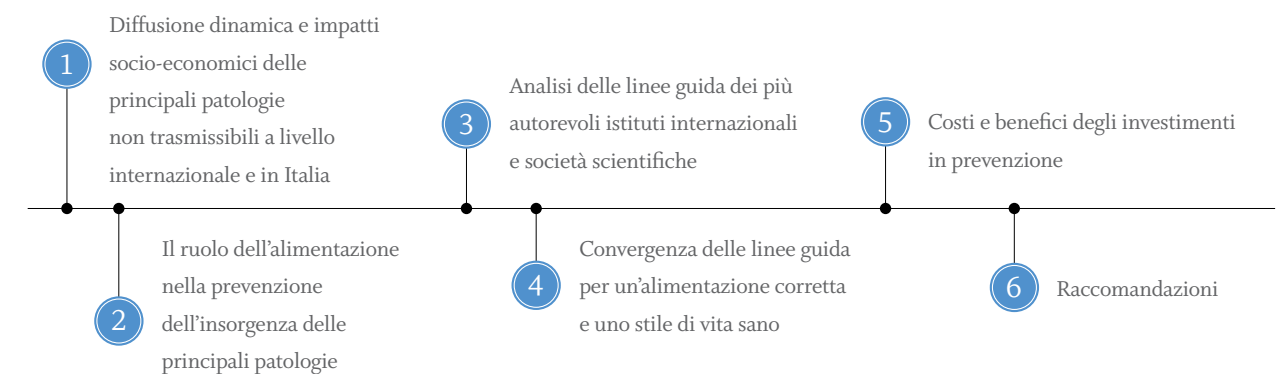 1
Diffusione dinamica e impatti
socio-economici delle
principali patologie
non trasmissibili a livello
internazionale e in Italia
2
Il ruolo dell’alimentazione
nella prevenzione
dell’insorgenza delle
principali patologie
3
Analisi delle linee guida dei più
autorevoli istituti internazionali
e società scientifiche
4
Convergenza delle linee guida
per un’alimentazione corretta
e uno stile di vita sano
5
Costi e benefici degli investimenti
in prevenzione
6
Raccomandazioni